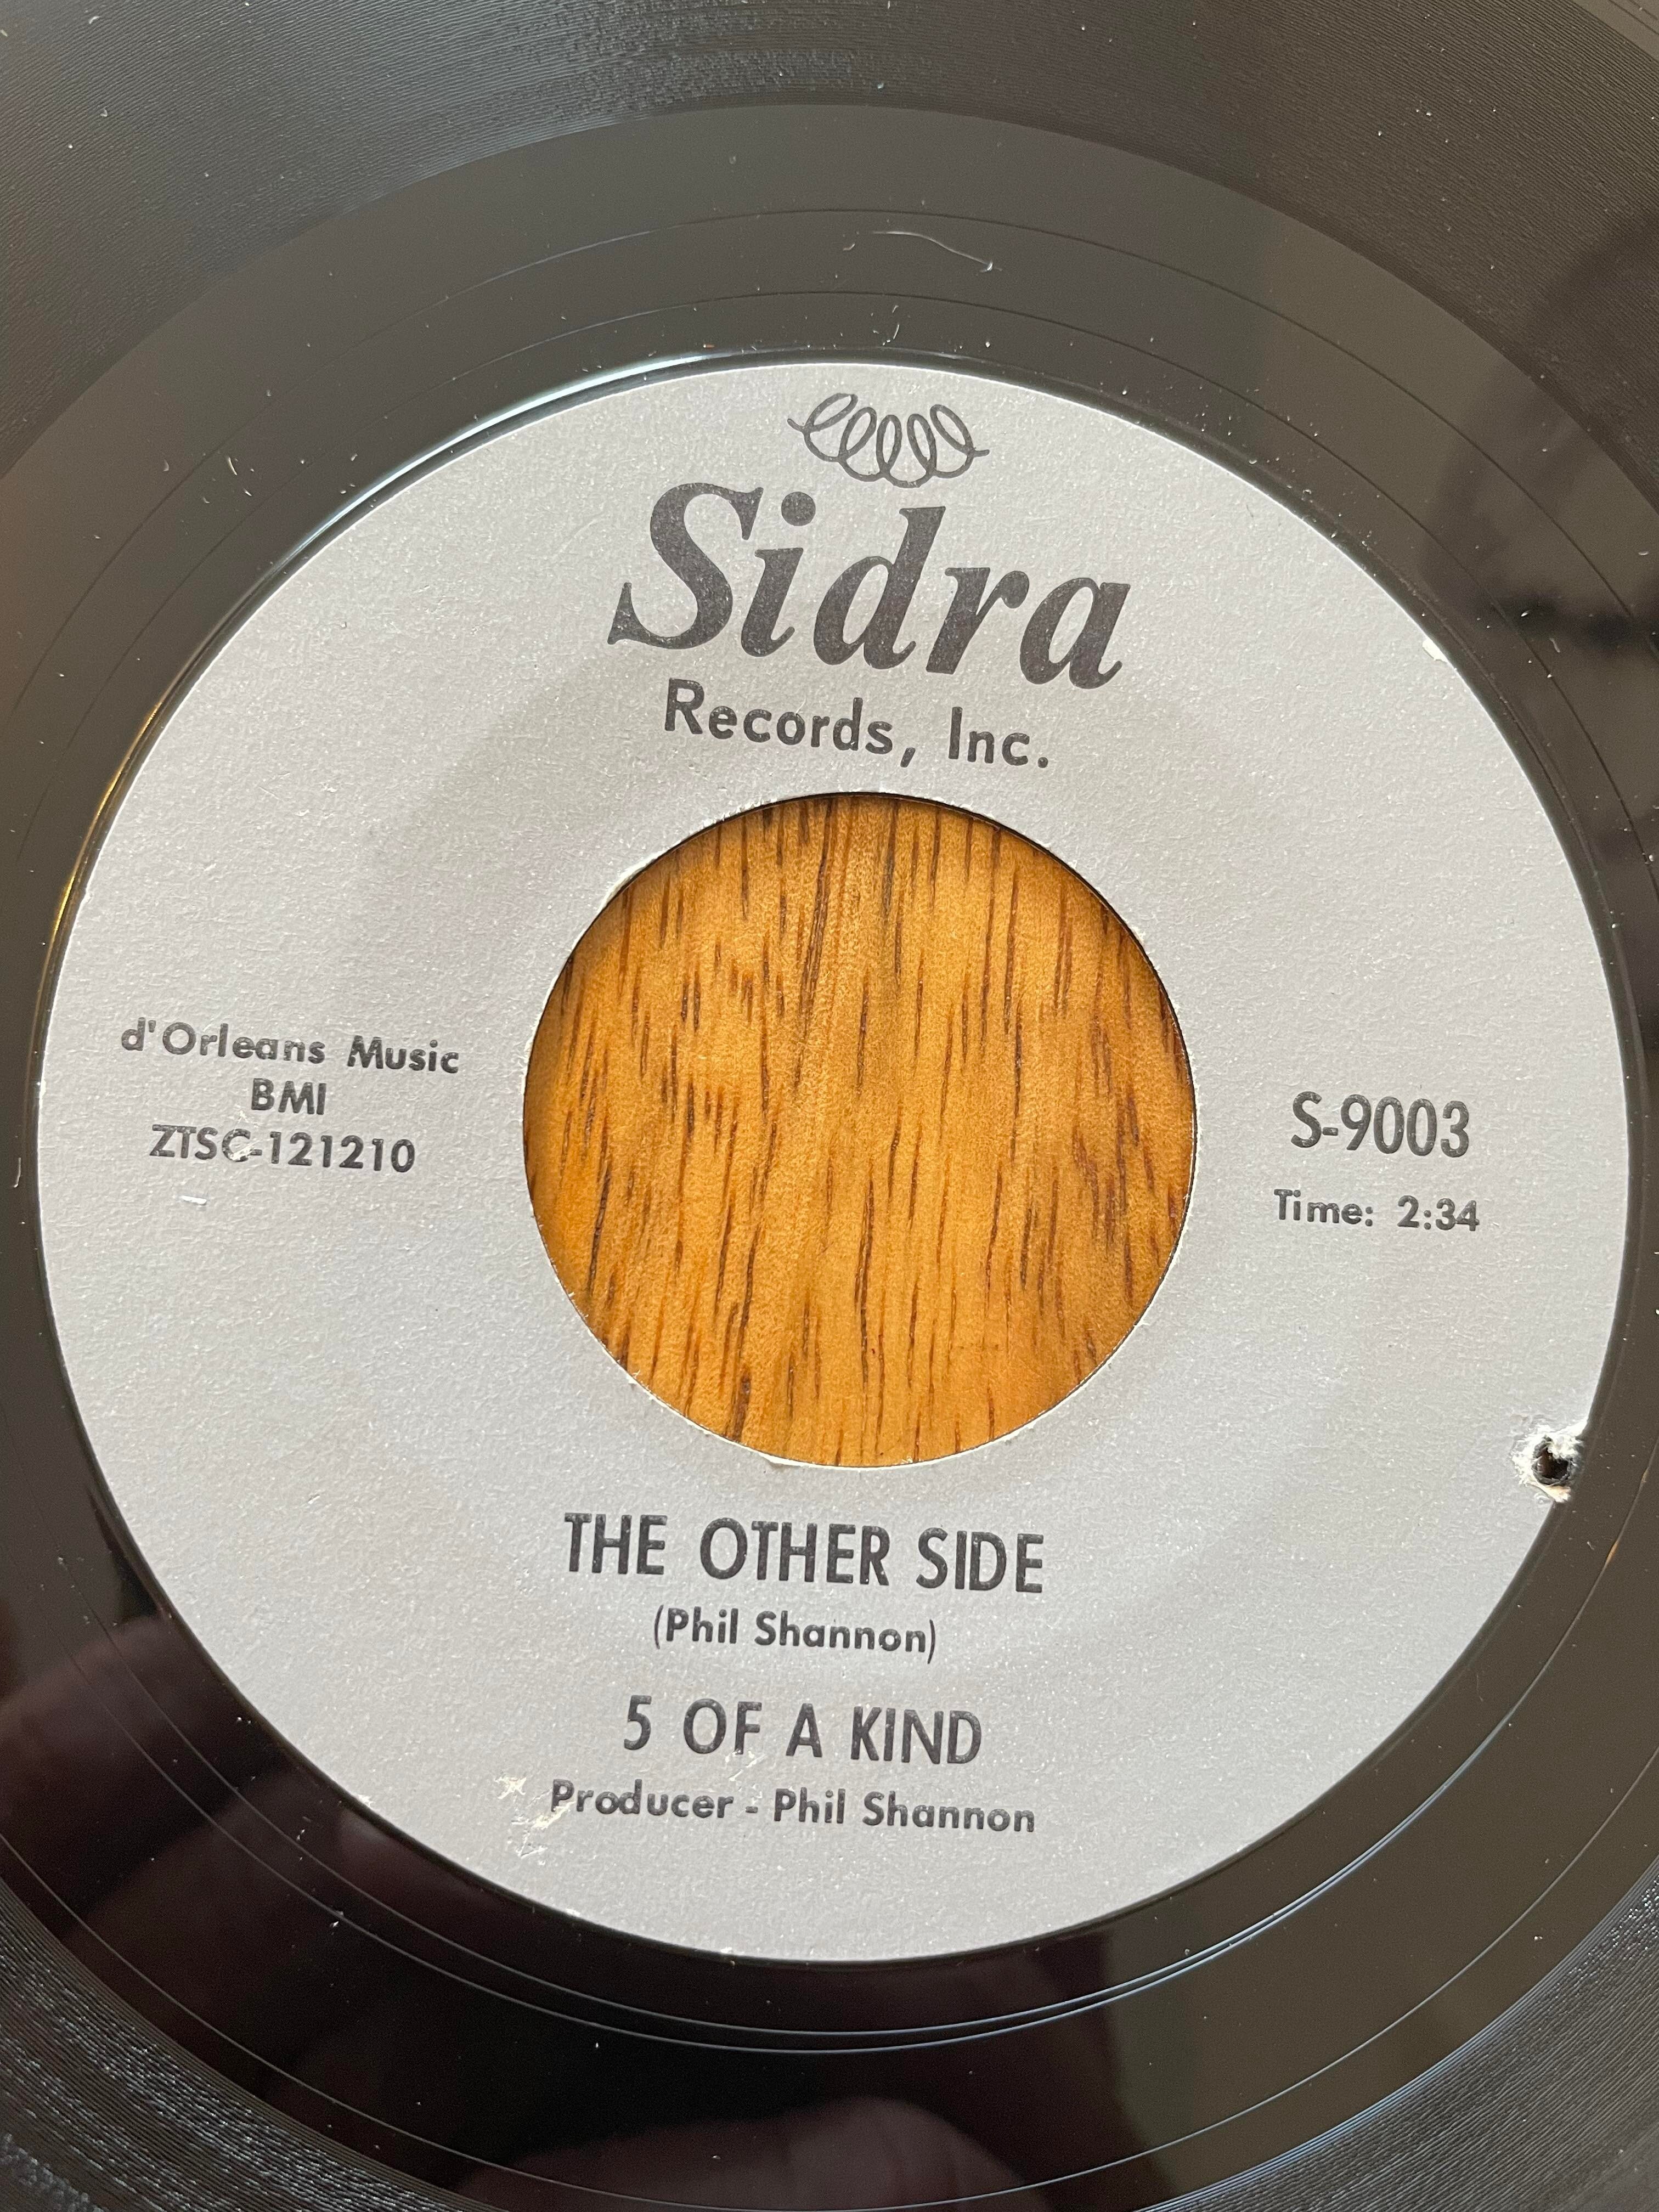 Sidra
Records, Inc.
d'Orleans Music
BMI
ZTSC-121210
S-9003
Time: 2:34
THE OTHER SIDE
(Phil Shannon)
5 OF A KIND
Producer - Phil Shannon